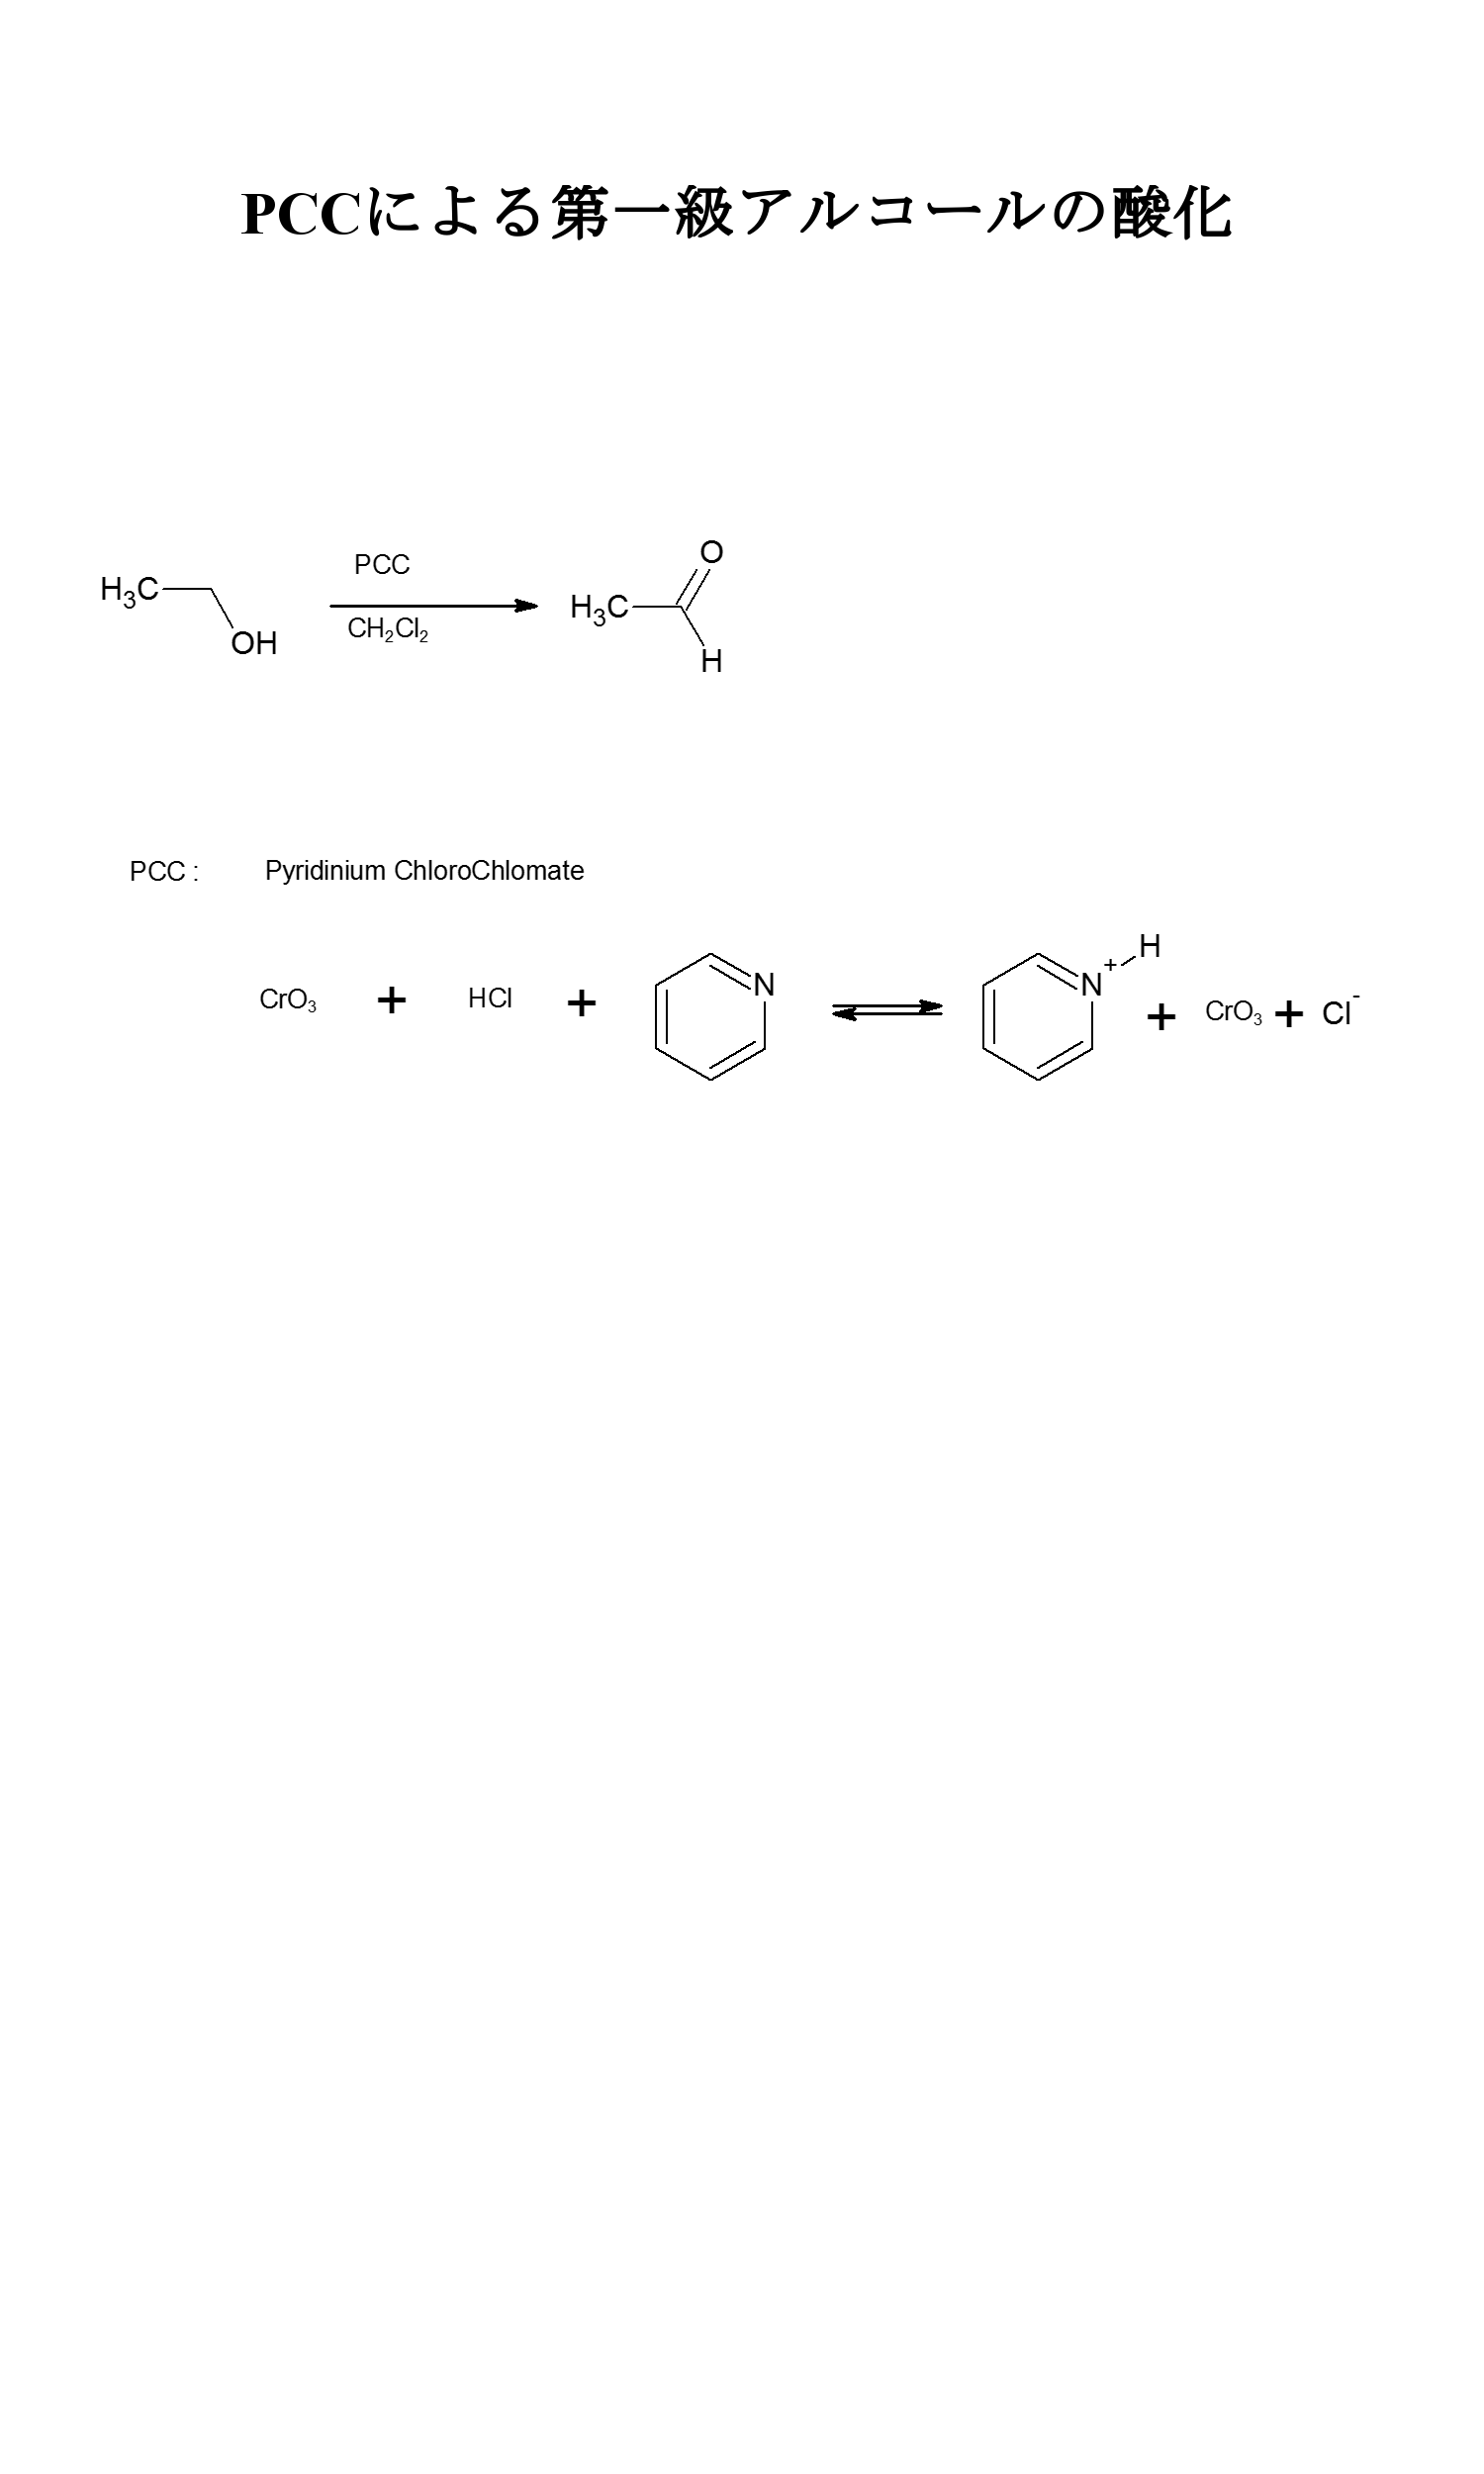 PCCによる第一級アルコールの酸化
PCC
H₃C OH CH₂Cl₂ H₃C O H
PCC : Pyridinium ChloroChlomate
CrO₃ + HCl + N N⁺ H + CrO₃ + Cl⁻